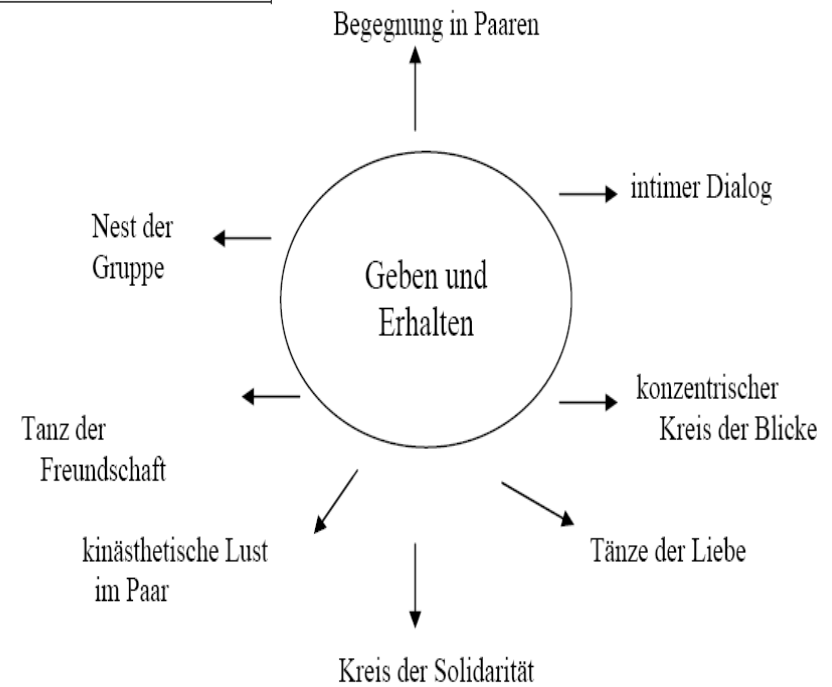 Begegnung in Paaren
intimer Dialog
Nest der
Gruppe
Geben und
Erhalten
konzentrischer
Kreis der Blicke
Tanz der
Freundschaft
kinästhetische Lust
im Paar
Tänze der Liebe
Kreis der Solidarität